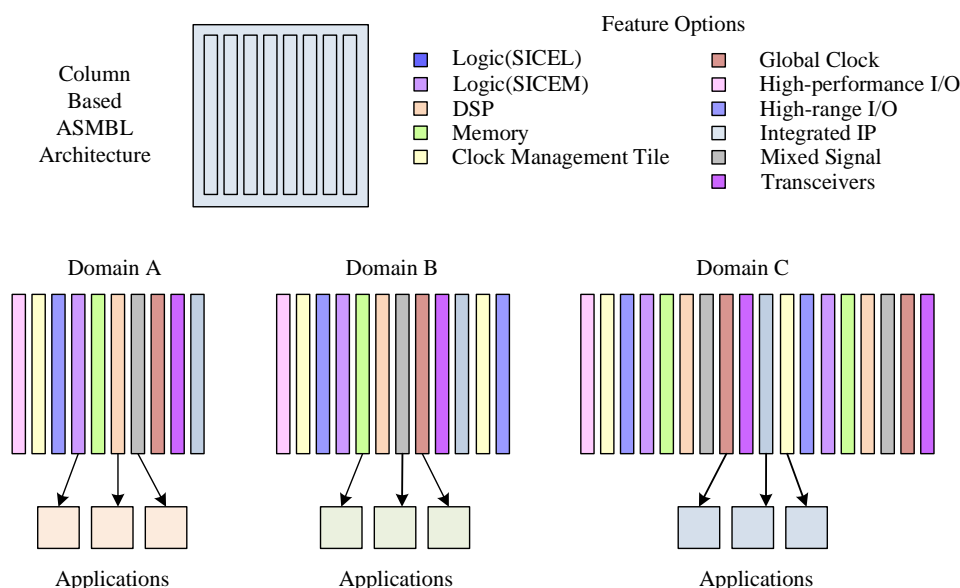 Feature Options
Column
Based
ASMBL
Architecture
Logic(SICEL)
Logic(SICEM)
DSP
Memory
Clock Management Tile
Global Clock
High-performance I/O
High-range I/O
Integrated IP
Mixed Signal
Transceivers
Domain A
Domain B
Domain C
Applications
Applications
Applications